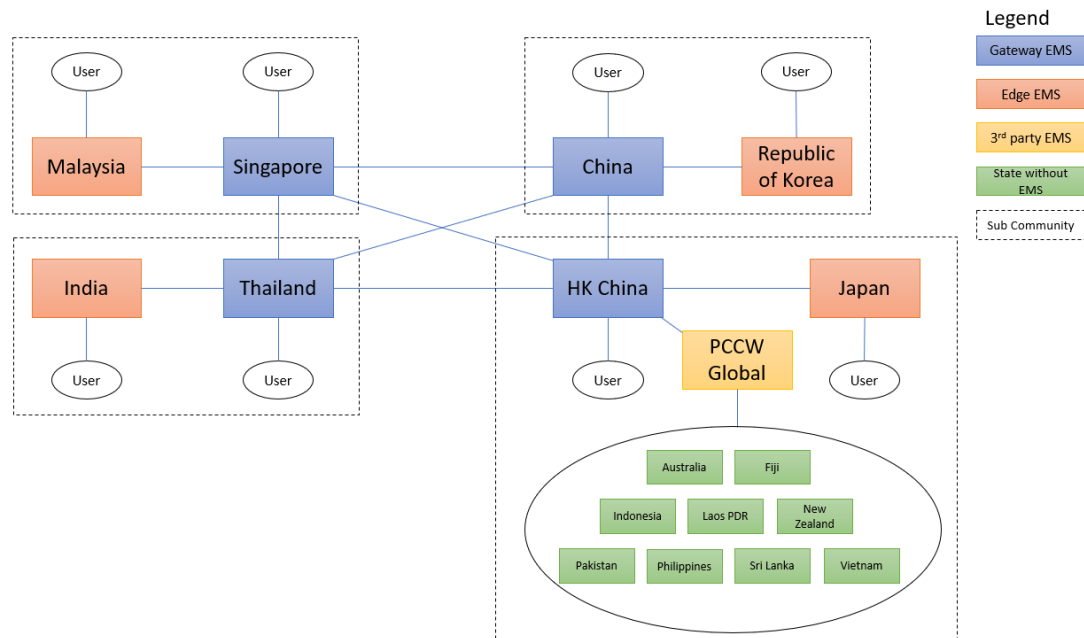 Legend
Gateway EMS
Edge EMS
3rd party EMS
State without
EMS
Sub Community
User
User
User
User
Malaysia
Singapore
China
Republic
of Korea
India
Thailand
HK China
Japan
PCCW
Global
User
User
User
User
Australia
Fiji
Indonesia
Laos PDR
New
Zealand
Pakistan
Philippines
Sri Lanka
Vietnam